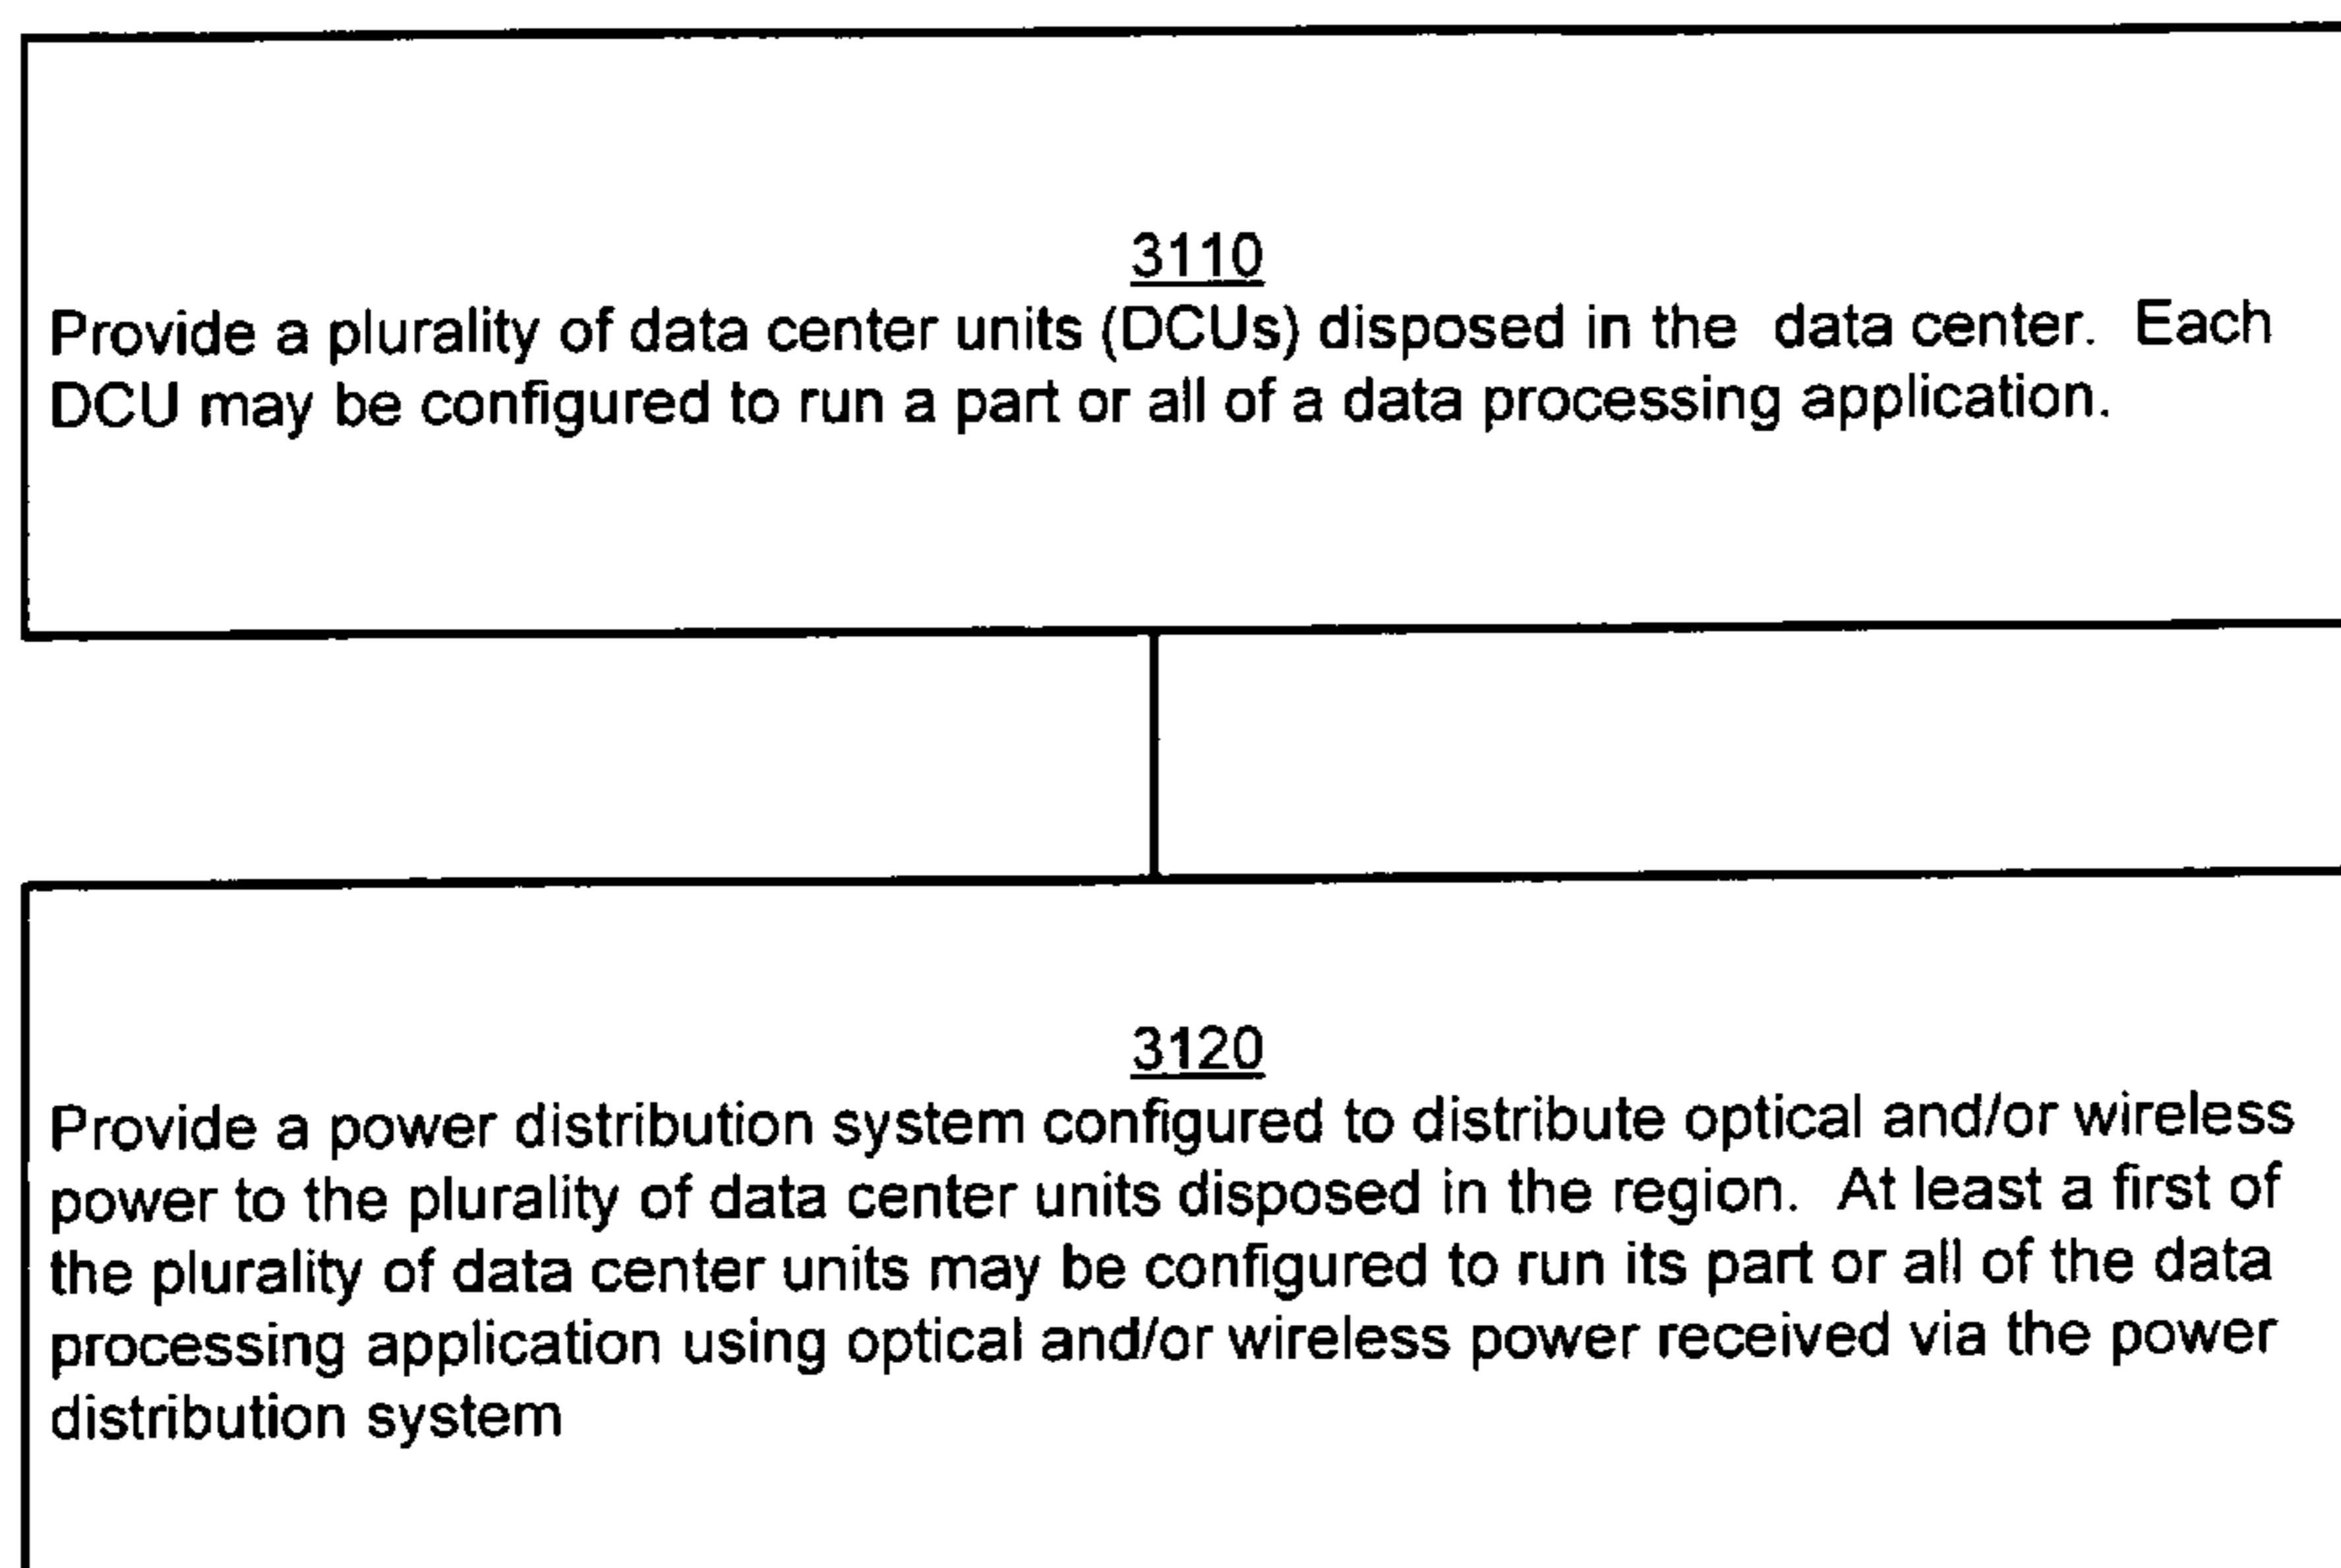 3110
Provide a plurality of data center units (DCUs) disposed in the data center. Each
DCU may be configured to run a part or all of a data processing application.
3120
Provide a power distribution system configured to distribute optical and/or wireless
power to the plurality of data center units disposed in the region. At least a first of
the plurality of data center units may be configured to run its part or all of the data
processing application using optical and/or wireless power received via the power
distribution system